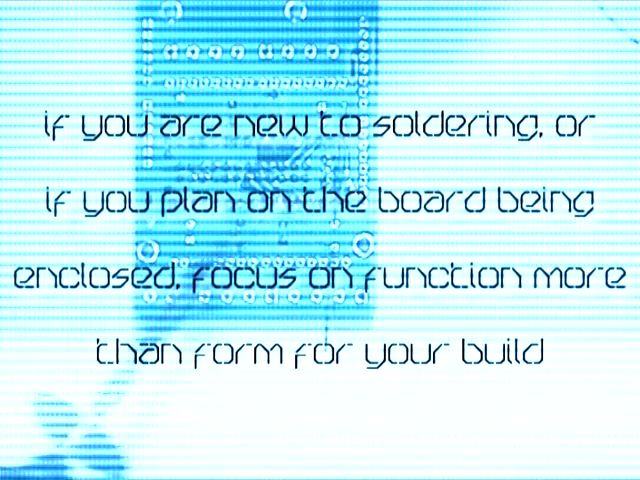 if you are new to soldering, or
if you plan on the board being
enclosed, focus on function more
than form for your build